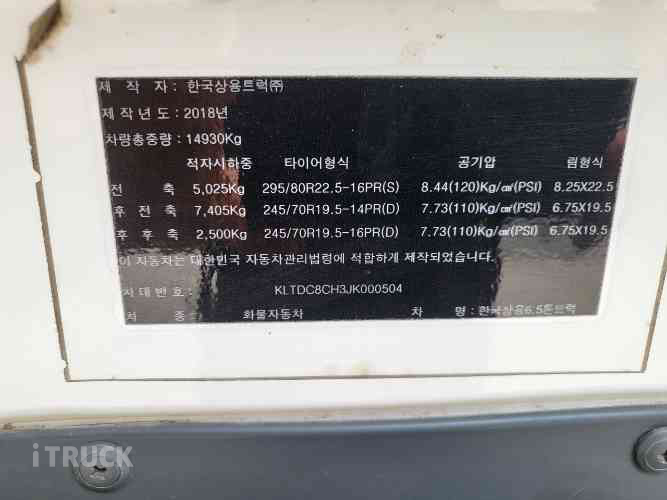 제 작 자 : 한국상용트럭㈜
제 작 년 도 : 2018년
차량총중량 : 14930Kg
적차시하중 타이어형식 공기압 림형식
전 축 5,025Kg 295/80R22.5-16PR(S) 8.44(120)Kg/㎠(PSI) 8.25X22.5
후 전 축 7,405Kg 245/70R19.5-14PR(D) 7.73(110)Kg/㎠(PSI) 6.75X19.5
후 후 축 2,500Kg 245/70R19.5-16PR(D) 7.73(110)Kg/㎠(PSI) 6.75X19.5
이 자동차는 대한민국 자동차관리법령에 적합하게 제작되었습니다.
차대번호 : KLTDC8CH3JK000504
차 종 : 화물자동차 차 명 : 한국상용6.5톤트럭
iTRUCK